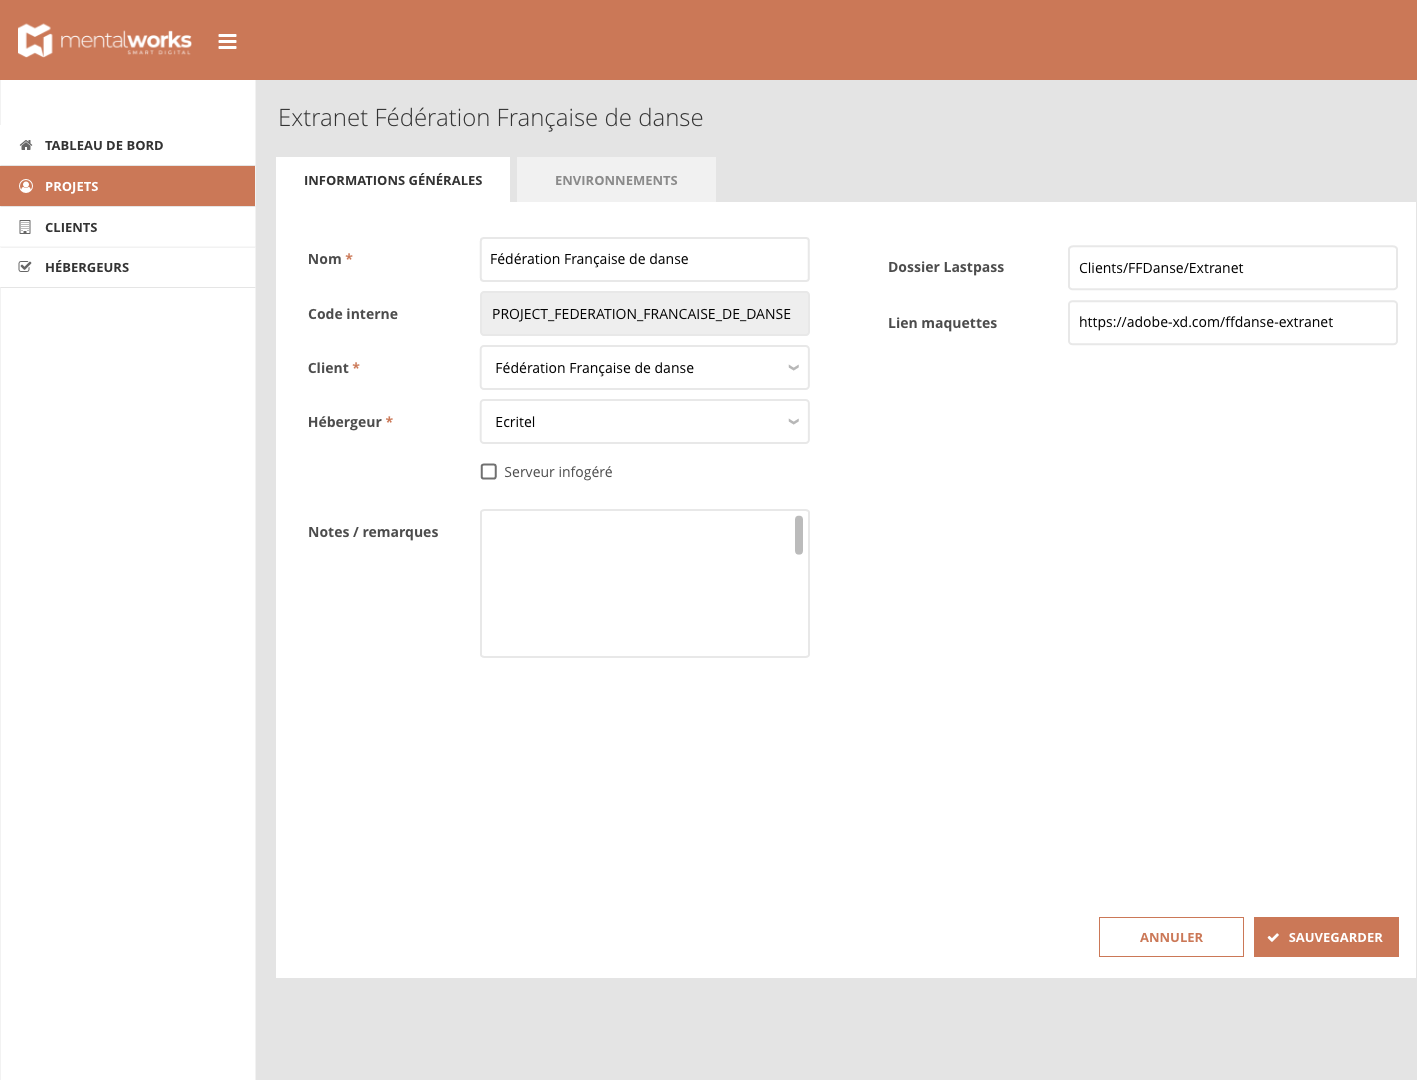 mentalworks
SMART DIGITAL
TABLEAU DE BORD
PROJETS
CLIENTS
HÉBERGEURS
Extranet Fédération Française de danse
INFORMATIONS GÉNÉRALES
ENVIRONNEMENTS
Nom *
Fédération Française de danse
Code interne
PROJECT_FEDERATION_FRANCAISE_DE_DANSE
Client *
Fédération Française de danse
Hébergeur *
Ecritel
Serveur infogéré
Notes / remarques
Dossier Lastpass
Clients/FFDanse/Extranet
Lien maquettes
https://adobe-xd.com/ffdanse-extranet
ANNULER
SAUVEGARDER